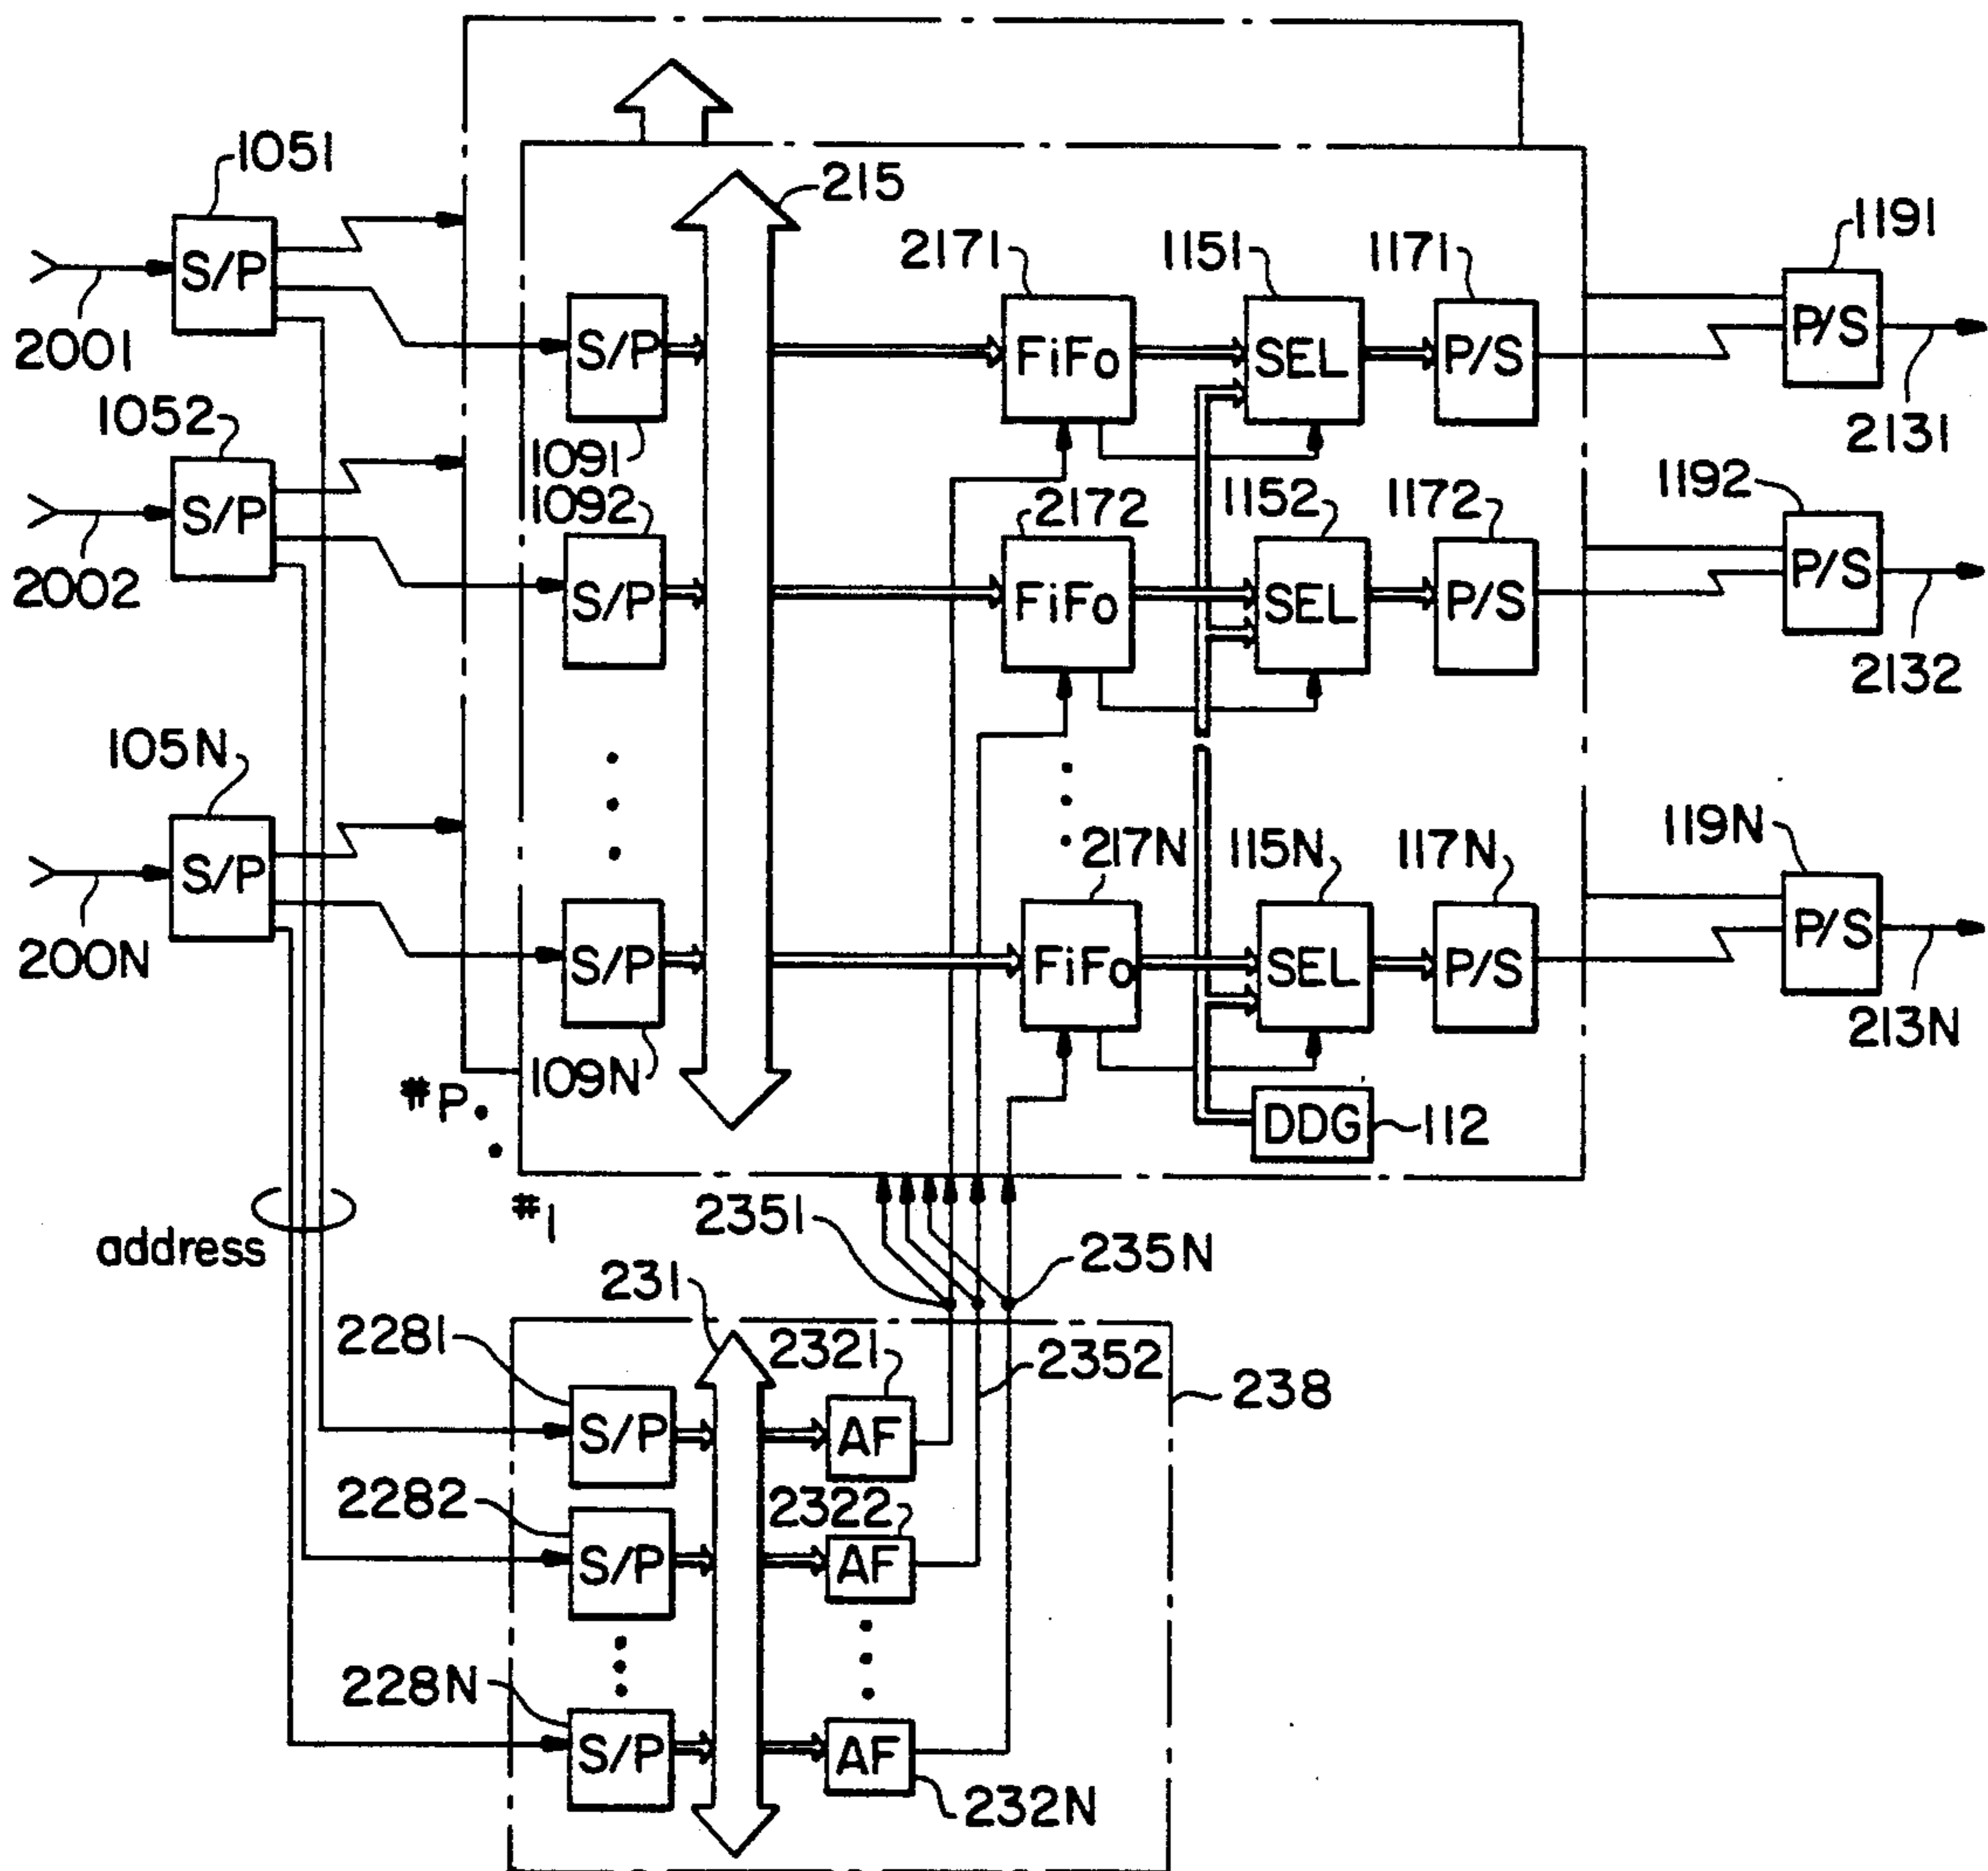 1051
S/P
2001
215
1091
S/P
2171
FiFo
1151
SEL
1171
P/S
1191
P/S
2131
1052
S/P
2002
1092
S/P
2172
FiFo
1152
SEL
1172
P/S
1192
P/S
2132
105N
S/P
200N
109N
S/P
217N
FiFo
115N
SEL
117N
P/S
119N
P/S
213N
DDG
112
#P
#1
address
2351
235N
231
2352
238
2281
S/P
2321
AF
2282
S/P
2322
AF
228N
S/P
AF
232N